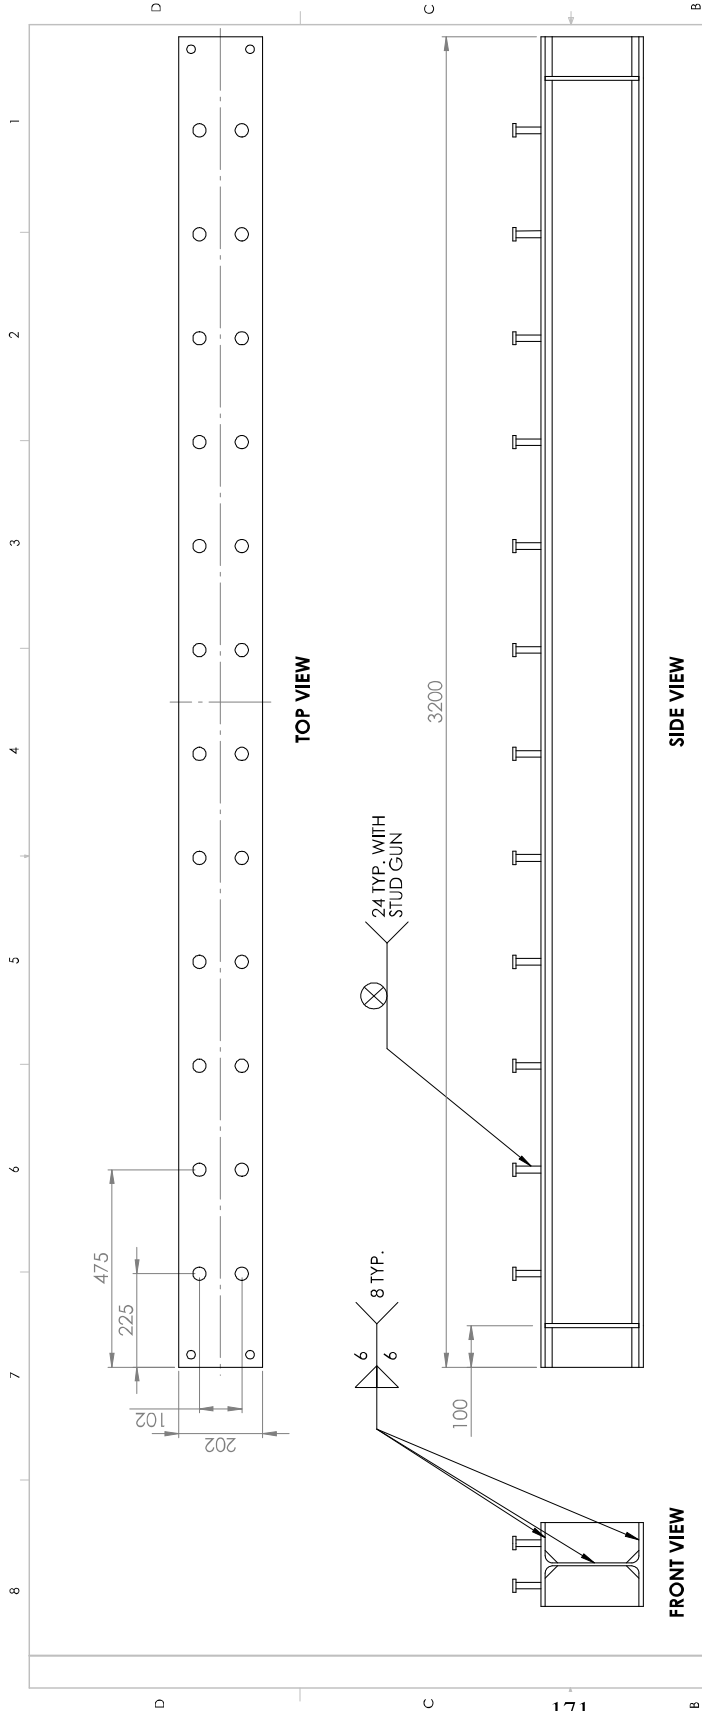 D
C
B
8
7
6
5
4
3
2
1
202
102
225
475
TOP VIEW
6
6
8 TYP.
24 TYP. WITH
STUD GUN
100
3200
FRONT VIEW
SIDE VIEW
D
C
B
171